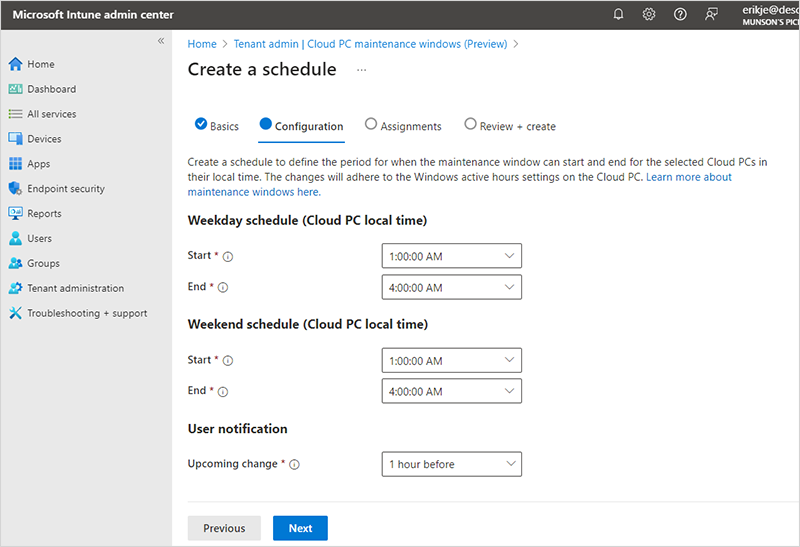 Microsoft Intune admin center
erikje@desc
MUNSON'S PIC
«
Home
Dashboard
All services
Devices
Apps
Endpoint security
Reports
Users
Groups
Tenant administration
Troubleshooting + support
Home > Tenant admin | Cloud PC maintenance windows (Preview) >
Create a schedule ...
Basics
Configuration
Assignments
Review + create
Create a schedule to define the period for when the maintenance window can start and end for the selected Cloud PCs in
their local time. The changes will adhere to the Windows active hours settings on the Cloud PC. Learn more about
maintenance windows here.
Weekday schedule (Cloud PC local time)
Start * 1:00:00 AM
End * 4:00:00 AM
Weekend schedule (Cloud PC local time)
Start * 1:00:00 AM
End * 4:00:00 AM
User notification
Upcoming change * 1 hour before
Previous
Next